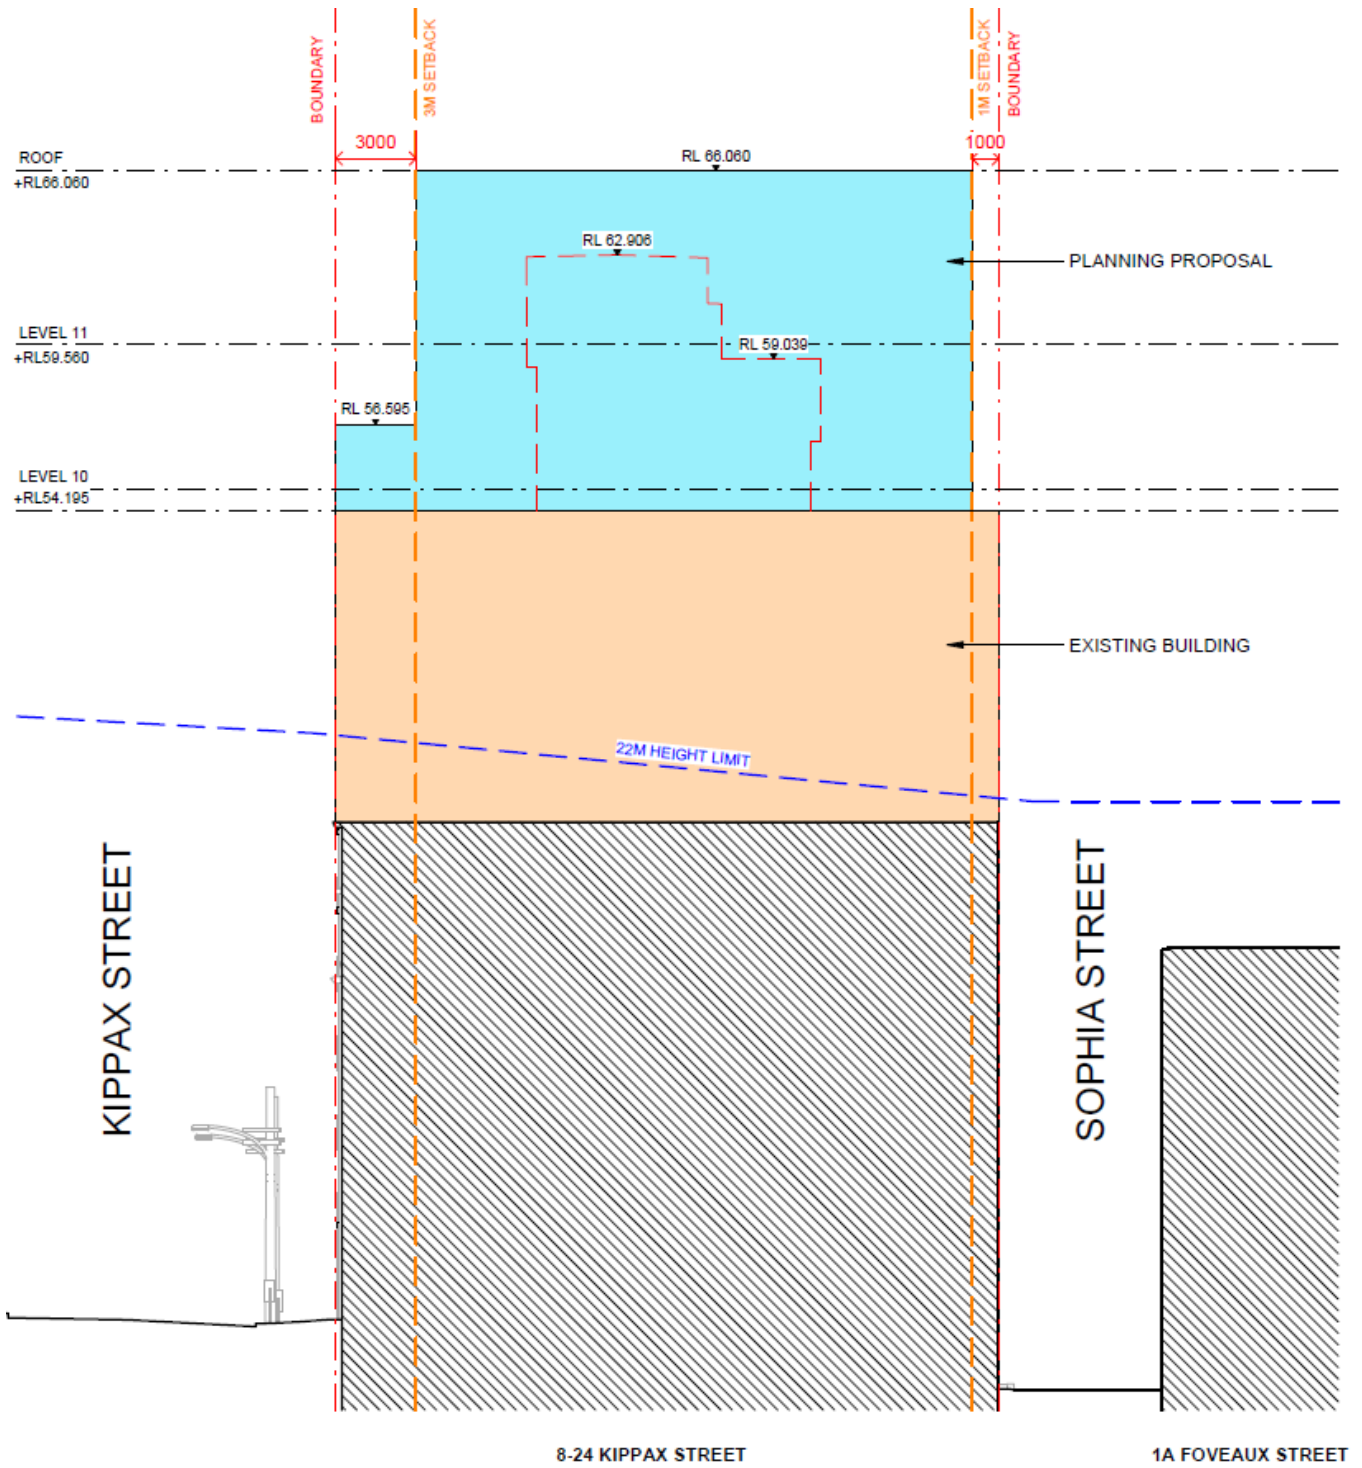 BOUNDARY
3M SETBACK
1M SETBACK
BOUNDARY
3000
1000
ROOF
+RL66.060
RL 66.060
RL 62.906
PLANNING PROPOSAL
LEVEL 11
+RL59.560
RL 59.039
RL 56.595
LEVEL 10
+RL54.195
EXISTING BUILDING
22M HEIGHT LIMIT
KIPPAX STREET
SOPHIA STREET
8-24 KIPPAX STREET
1A FOVEAUX STREET